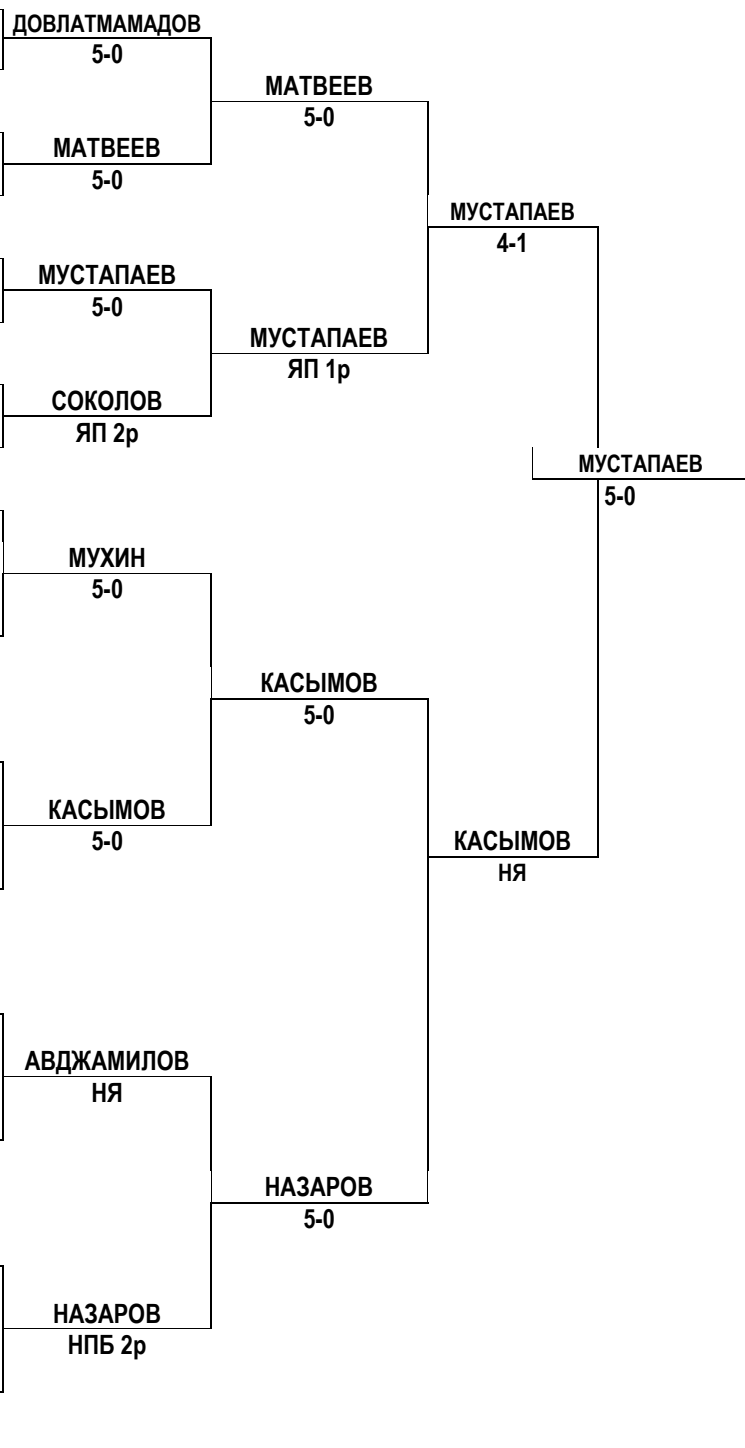 ДОВЛАТМАМАДОВ
5-0
МАТВЕЕВ
5-0
МАТВЕЕВ
5-0
МУСТАПАЕВ
4-1
МУСТАПАЕВ
5-0
МУСТАПАЕВ
ЯП 1р
СОКОЛОВ
ЯП 2р
МУСТАПАЕВ
5-0
МУХИН
5-0
КАСЫМОВ
5-0
КАСЫМОВ
5-0
КАСЫМОВ
НЯ
АВДЖАМИЛОВ
НЯ
НАЗАРОВ
5-0
НАЗАРОВ
НПБ 2р